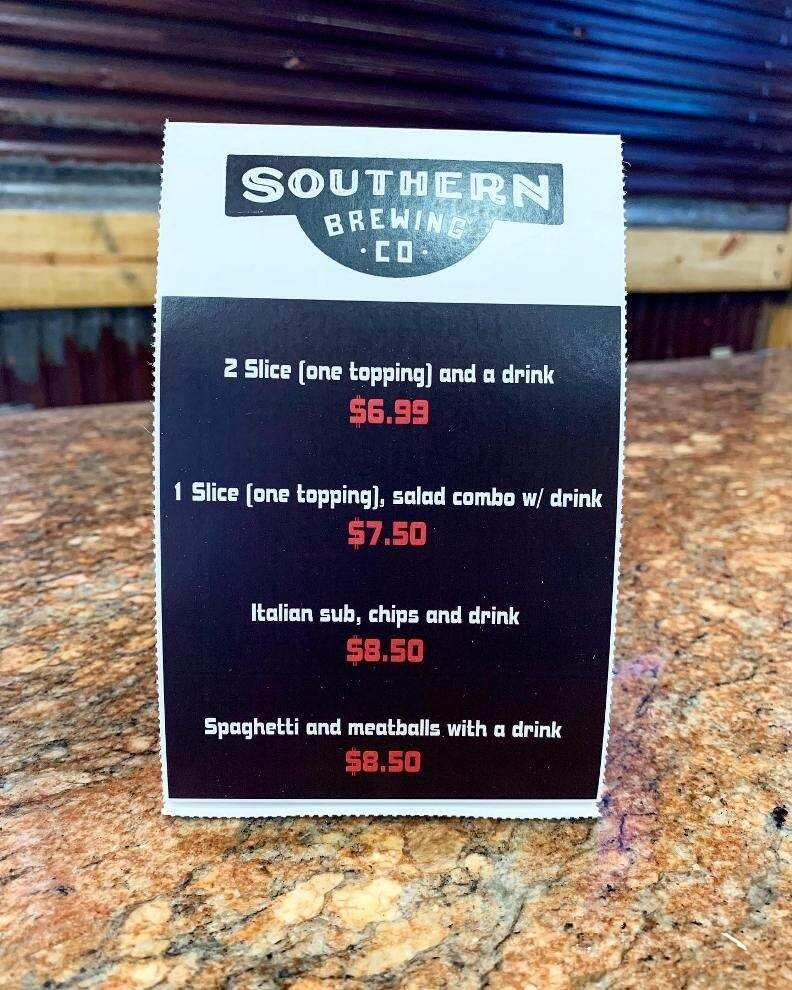 SOUTHERN
BREWING
·CO·
2 Slice (one topping) and a drink
$6.99
1 Slice (one topping), salad combo w/ drink
$7.50
Italian sub, chips and drink
$8.50
Spaghetti and meatballs with a drink
$8.50